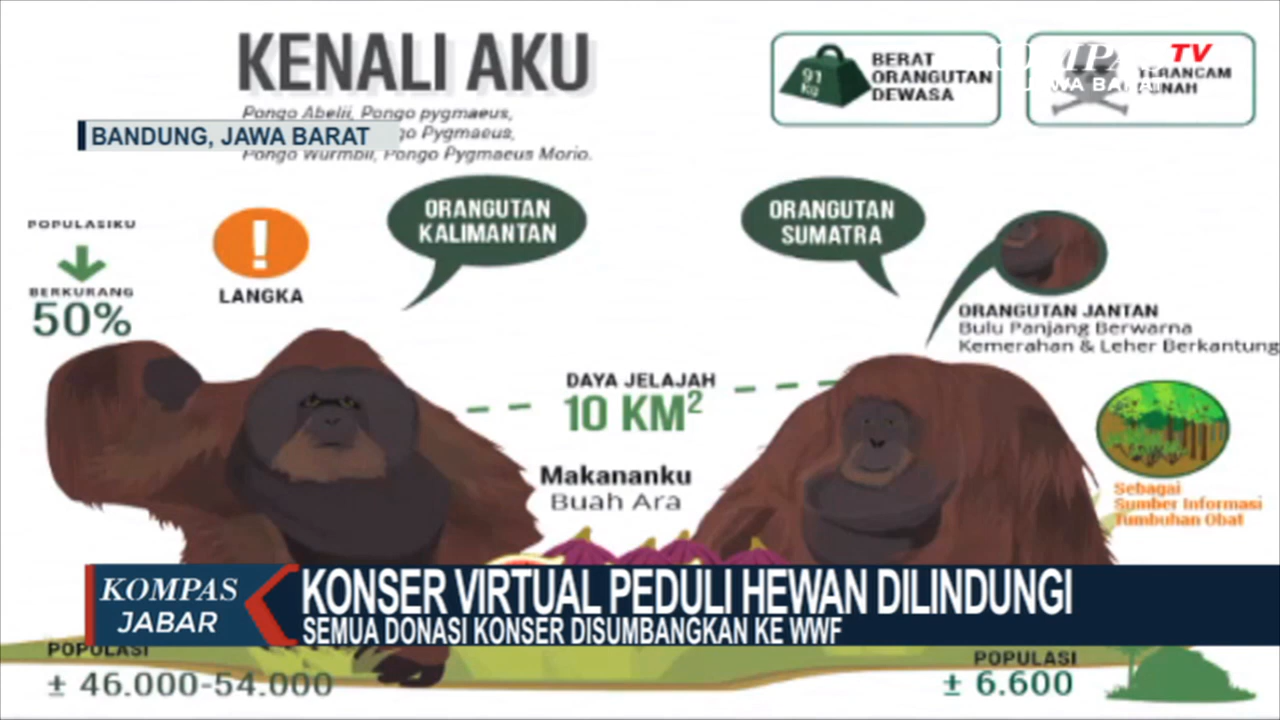 KENALI AKU
Pongo Abelii, Pongo pygmaeus,
Pygmaeus,
Pongo Wurmbii, Pongo Pygmaeus Morio.
BANDUNG, JAWA BARAT
91
KG
BERAT
ORANGUTAN
DEWASA
TERANCAM
KOMPAS TV
JAWA BARAT
POPULASIKU
BERKURANG
50%
!
LANGKA
ORANGUTAN
KALIMANTAN
ORANGUTAN
SUMATRA
ORANGUTAN JANTAN
Bulu Panjang Berwarna
Kemerahan & Leher Berkantung
DAYA JELAJAH
10 KM²
Makananku
Buah Ara
Sebagai
Sumber Informasi
Tumbuhan Obat
KOMPAS
JABAR
KONSER VIRTUAL PEDULI HEWAN DILINDUNGI
SEMUA DONASI KONSER DISUMBANGKAN KE WWF
POPULASI
± 46.000-54.000
POPULASI
± 6.600